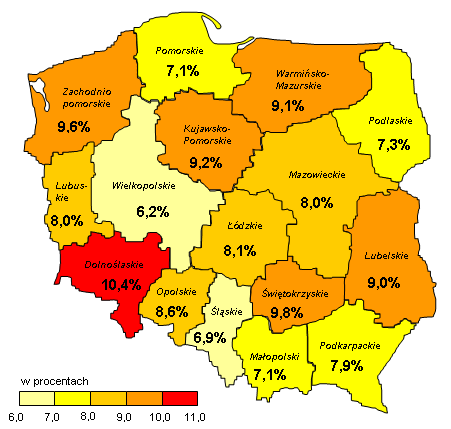 Pomorskie
7,1%
Warmińsko-
Mazurskie
9,1%
Zachodnio
pomorskie
9,6%
Kujawsko-
Pomorskie
9,2%
Podlaskie
7,3%
Lubus-
kie
8,0%
Wielkopolskie
6,2%
Mazowieckie
8,0%
Łódzkie
8,1%
Lubelskie
9,0%
Dolnośląskie
10,4%
Opolskie
8,6%
Śląskie
6,9%
Świętokrzyskie
9,8%
Małopolski
7,1%
Podkarpackie
7,9%
w procentach
6,0 7,0 8,0 9,0 10,0 11,0